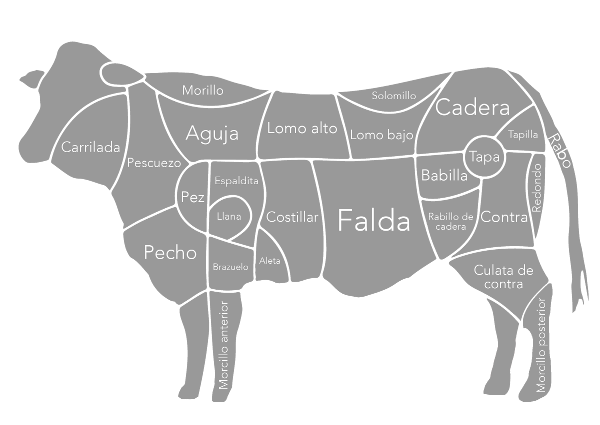 Morillo
Solomillo
Cadera
Aguja
Lomo alto
Lomo bajo
Tapilla
Rabo
Carrilada
Pescuezo
Tapa
Babilla
Espaldita
Redondo
Pez
Llana
Costillar
Falda
Rabillo de
cadera
Contra
Pecho
Brazuelo
Aleta
Culata de
contra
Morcillo anterior
Morcillo posterior